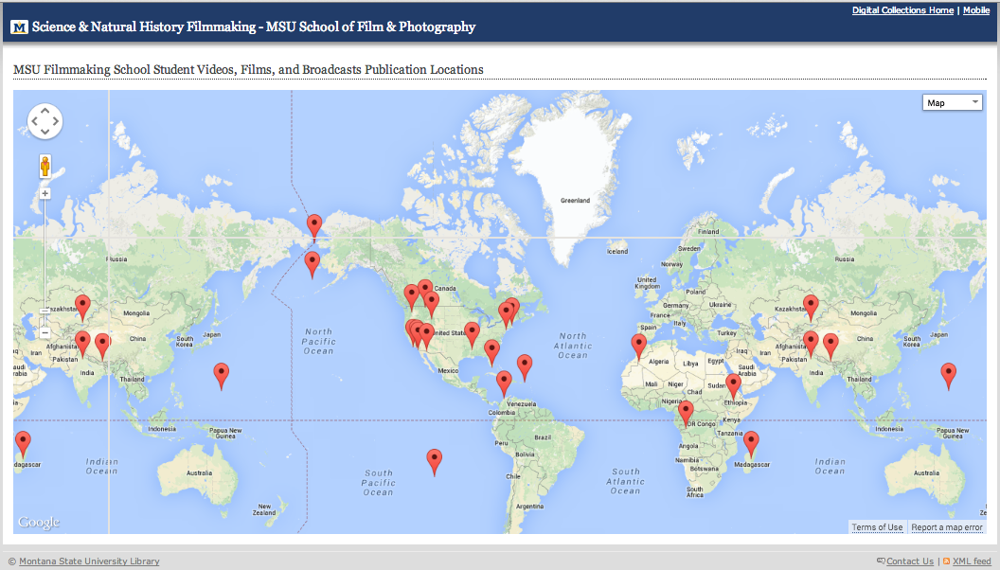 Digital Collections Home | Mobile
M Science & Natural History Filmmaking - MSU School of Film & Photography
MSU Filmmaking School Student Videos, Films, and Broadcasts Publication Locations
Map
Greenland
Finland
Iceland
Sweden
Norway
Russia
Russia
United
Kingdom
Poland
Canada
Germany
Ukraine
Kazakhstan
France
Mongolia
Mongolia
Spain
Italy
Turkey
North
Pacific
Ocean
United States
North
Atlantic
Ocean
China
South
Korea
Japan
China
South
Korea
Japan
Afghanistan
Iran
Pakistan
Iraq
Iran
Afghanistan
Pakistan
Algeria
Libya
Egypt
Saudi
Arabia
India
Thailand
India
Thailand
Mexico
Mali
Niger
Chad
Sudan
Nigeria
Ethiopia
Venezuela
Colombia
Kenya
DR Congo
Tanzania
Indonesia
Papua New
Guinea
Indonesia
Papua New
Guinea
Peru
Brazil
Bolivia
Angola
Namibia
Botswana
Madagascar
dagascar
Indian
Ocean
Indian
Ocean
Australia
Australia
South
Pacific
Ocean
Chile
South
Atlantic
Ocean
South
Africa
Argentina
New
Zealand
Google
Terms of Use
Report a map error
© Montana State University Library
Contact Us | XML feed